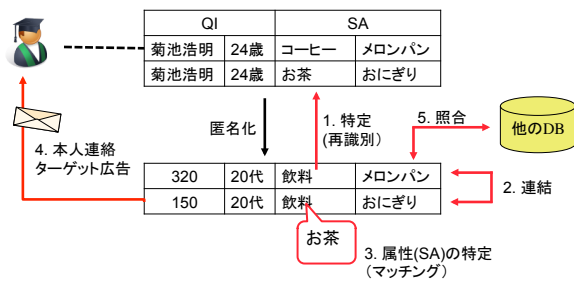 QI SA
菊池浩明 24歳 コーヒー メロンパン
菊池浩明 24歳 お茶 おにぎり
匿名化
1. 特定
(再識別)
5. 照合
他のDB
4. 本人連絡
ターゲット広告
320 20代 飲料 メロンパン
150 20代 飲料 おにぎり
2. 連結
お茶
3. 属性(SA)の特定
(マッチング)